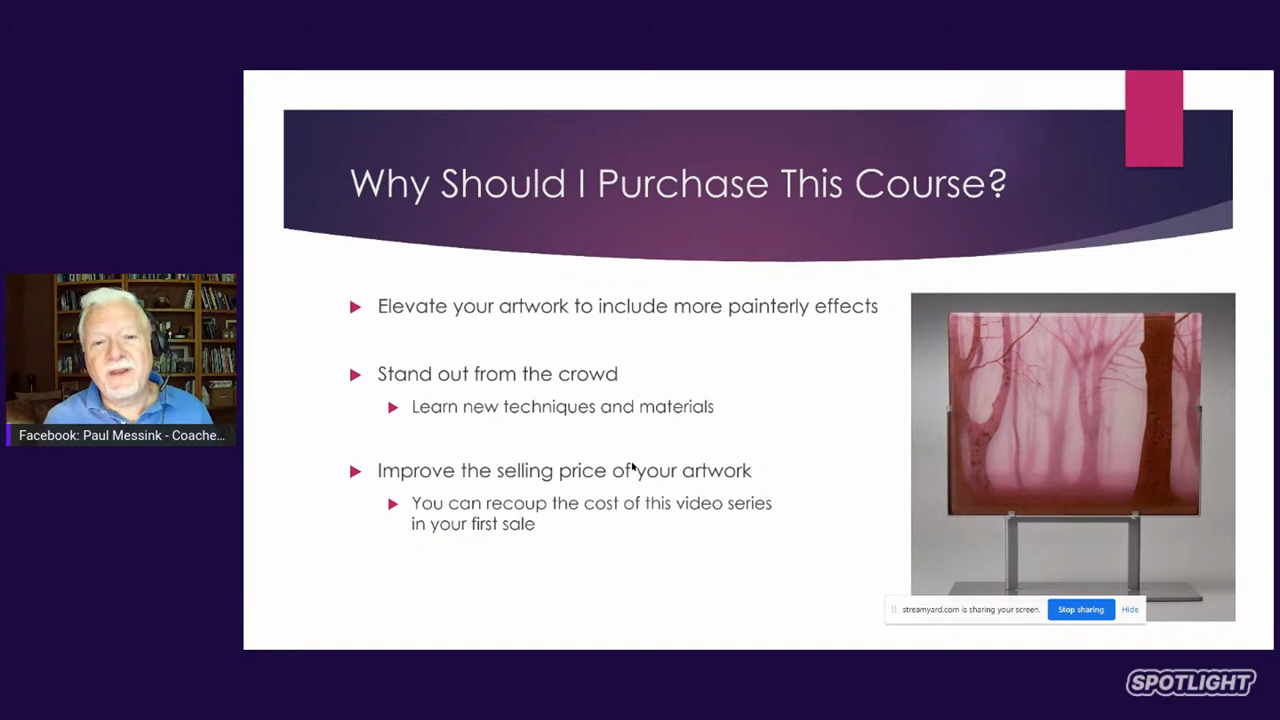 Why Should I Purchase This Course?
Elevate your artwork to include more painterly effects
Stand out from the crowd
Learn new techniques and materials
Improve the selling price of your artwork
You can recoup the cost of this video series
in your first sale
Facebook: Paul Messink - Coache...
streamyard.com is sharing your screen.
Stop sharing
Hide
SPOTLIGHT